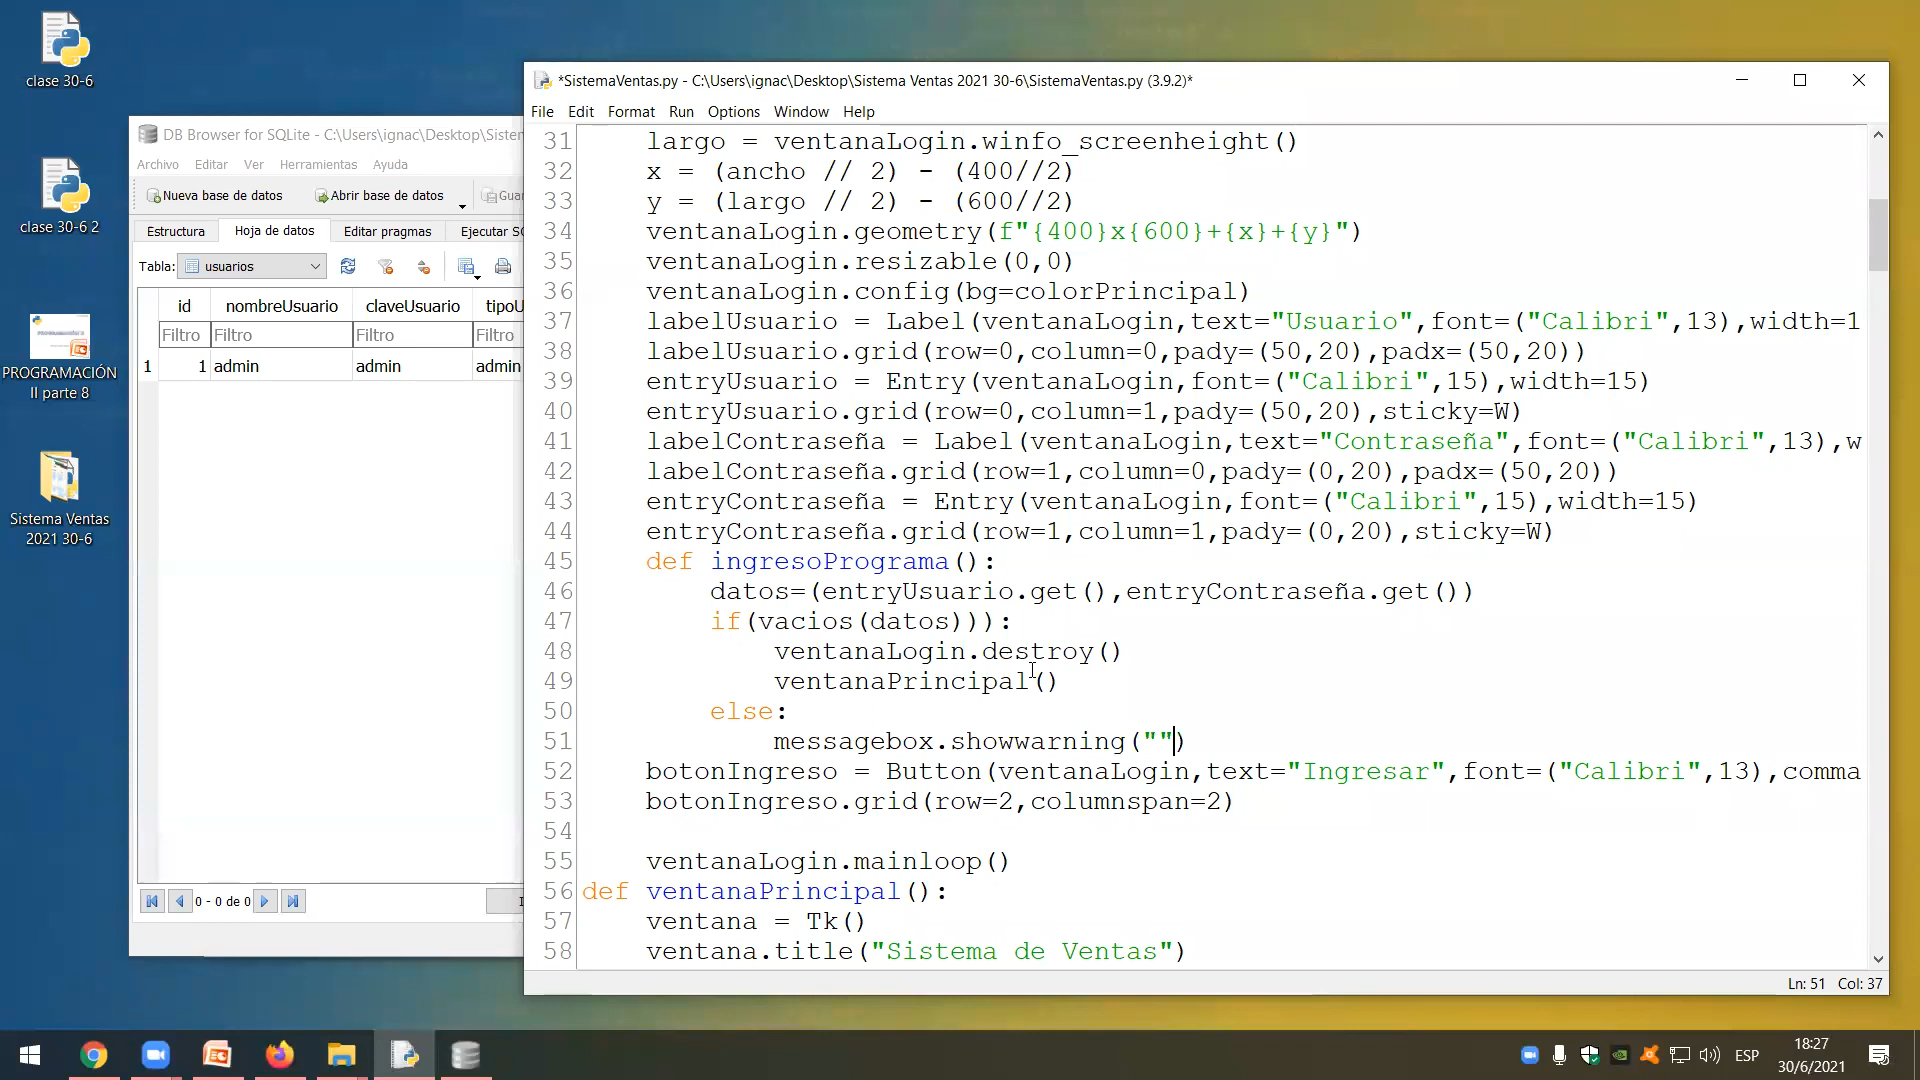 clase 30-6
clase 30-6 2
PROGRAMACIÓN
II parte 8
Sistema Ventas
2021 30-6
DB Browser for SQLite - C:\Users\ignac\Desktop\Sistem
Archivo Editar Ver Herramientas Ayuda
Nueva base de datos Abrir base de datos Guar
Estructura Hoja de datos Editar pragmas Ejecutar SQ
Tabla: usuarios
id nombreUsuario claveUsuario tipoU
Filtro Filtro Filtro Filtro
1 1 admin admin admin
0 - 0 de 0
*SistemaVentas.py - C:\Users\ignac\Desktop\Sistema Ventas 2021 30-6\SistemaVentas.py (3.9.2)*
File Edit Format Run Options Window Help
31 largo = ventanaLogin.winfo_screenheight()
32 x = (ancho // 2) - (400//2)
33 y = (largo // 2) - (600//2)
34 ventanaLogin.geometry(f"{400}x{600}+{x}+{y}")
35 ventanaLogin.resizable(0,0)
36 ventanaLogin.config(bg=colorPrincipal)
37 labelUsuario = Label(ventanaLogin,text="Usuario",font=("Calibri",13),width=1
38 labelUsuario.grid(row=0,column=0,pady=(50,20),padx=(50,20))
39 entryUsuario = Entry(ventanaLogin,font=("Calibri",15),width=15)
40 entryUsuario.grid(row=0,column=1,pady=(50,20),sticky=W)
41 labelContraseña = Label(ventanaLogin,text="Contraseña",font=("Calibri",13),w
42 labelContraseña.grid(row=1,column=0,pady=(0,20),padx=(50,20))
43 entryContraseña = Entry(ventanaLogin,font=("Calibri",15),width=15)
44 entryContraseña.grid(row=1,column=1,pady=(0,20),sticky=W)
45 def ingresoPrograma():
46 datos=(entryUsuario.get(),entryContraseña.get())
47 if(vacios(datos))):
48 ventanaLogin.destroy()
49 ventanaPrincipal()
50 else:
51 messagebox.showwarning("")
52 botonIngreso = Button(ventanaLogin,text="Ingresar",font=("Calibri",13),comma
53 botonIngreso.grid(row=2,columnspan=2)
54
55 ventanaLogin.mainloop()
56 def ventanaPrincipal():
57 ventana = Tk()
58 ventana.title("Sistema de Ventas")
Ln: 51 Col: 37
ESP
18:27
30/6/2021